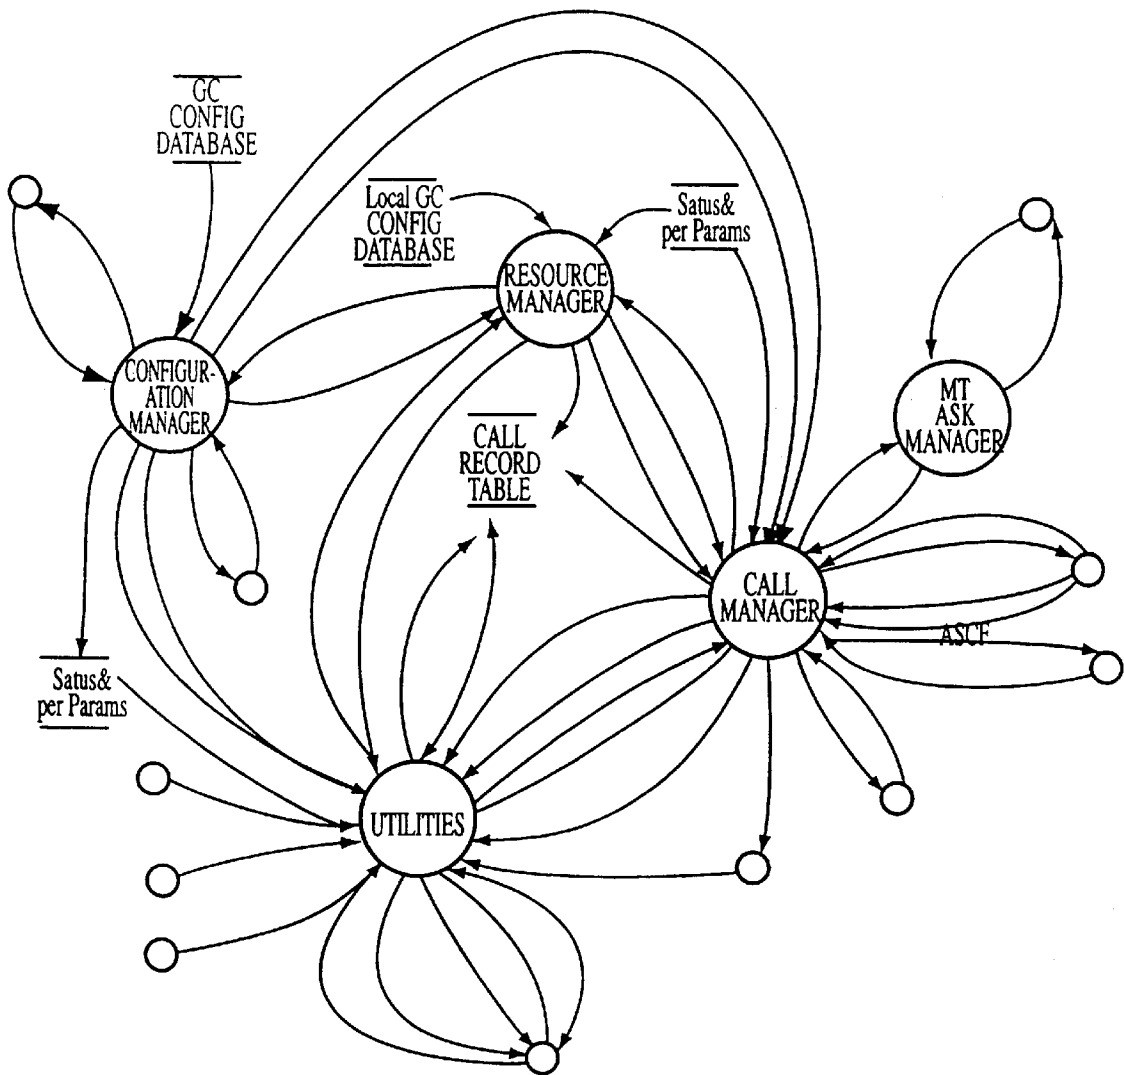 GC
CONFIG
DATABASE
Local GC
CONFIG
DATABASE
Satus&
per Params
RESOURCE
MANAGER
CONFIGUR-
ATION
MANAGER
MT
ASK
MANAGER
CALL
RECORD
TABLE
CALL
MANAGER
ASCF
Satus&
per Params
UTILITIES